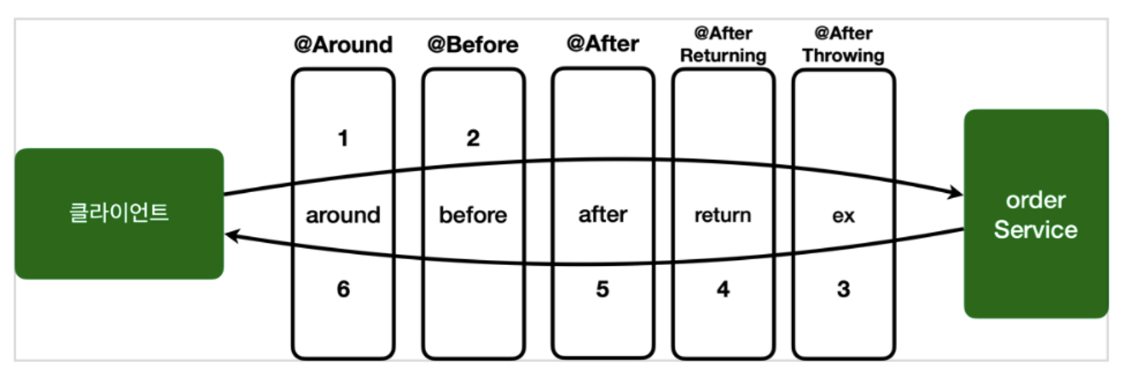 @Around
@Before
@After
@After
Returning
@After
Throwing
1
2
클라이언트
around
before
after
return
ex
order
Service
6
5
4
3